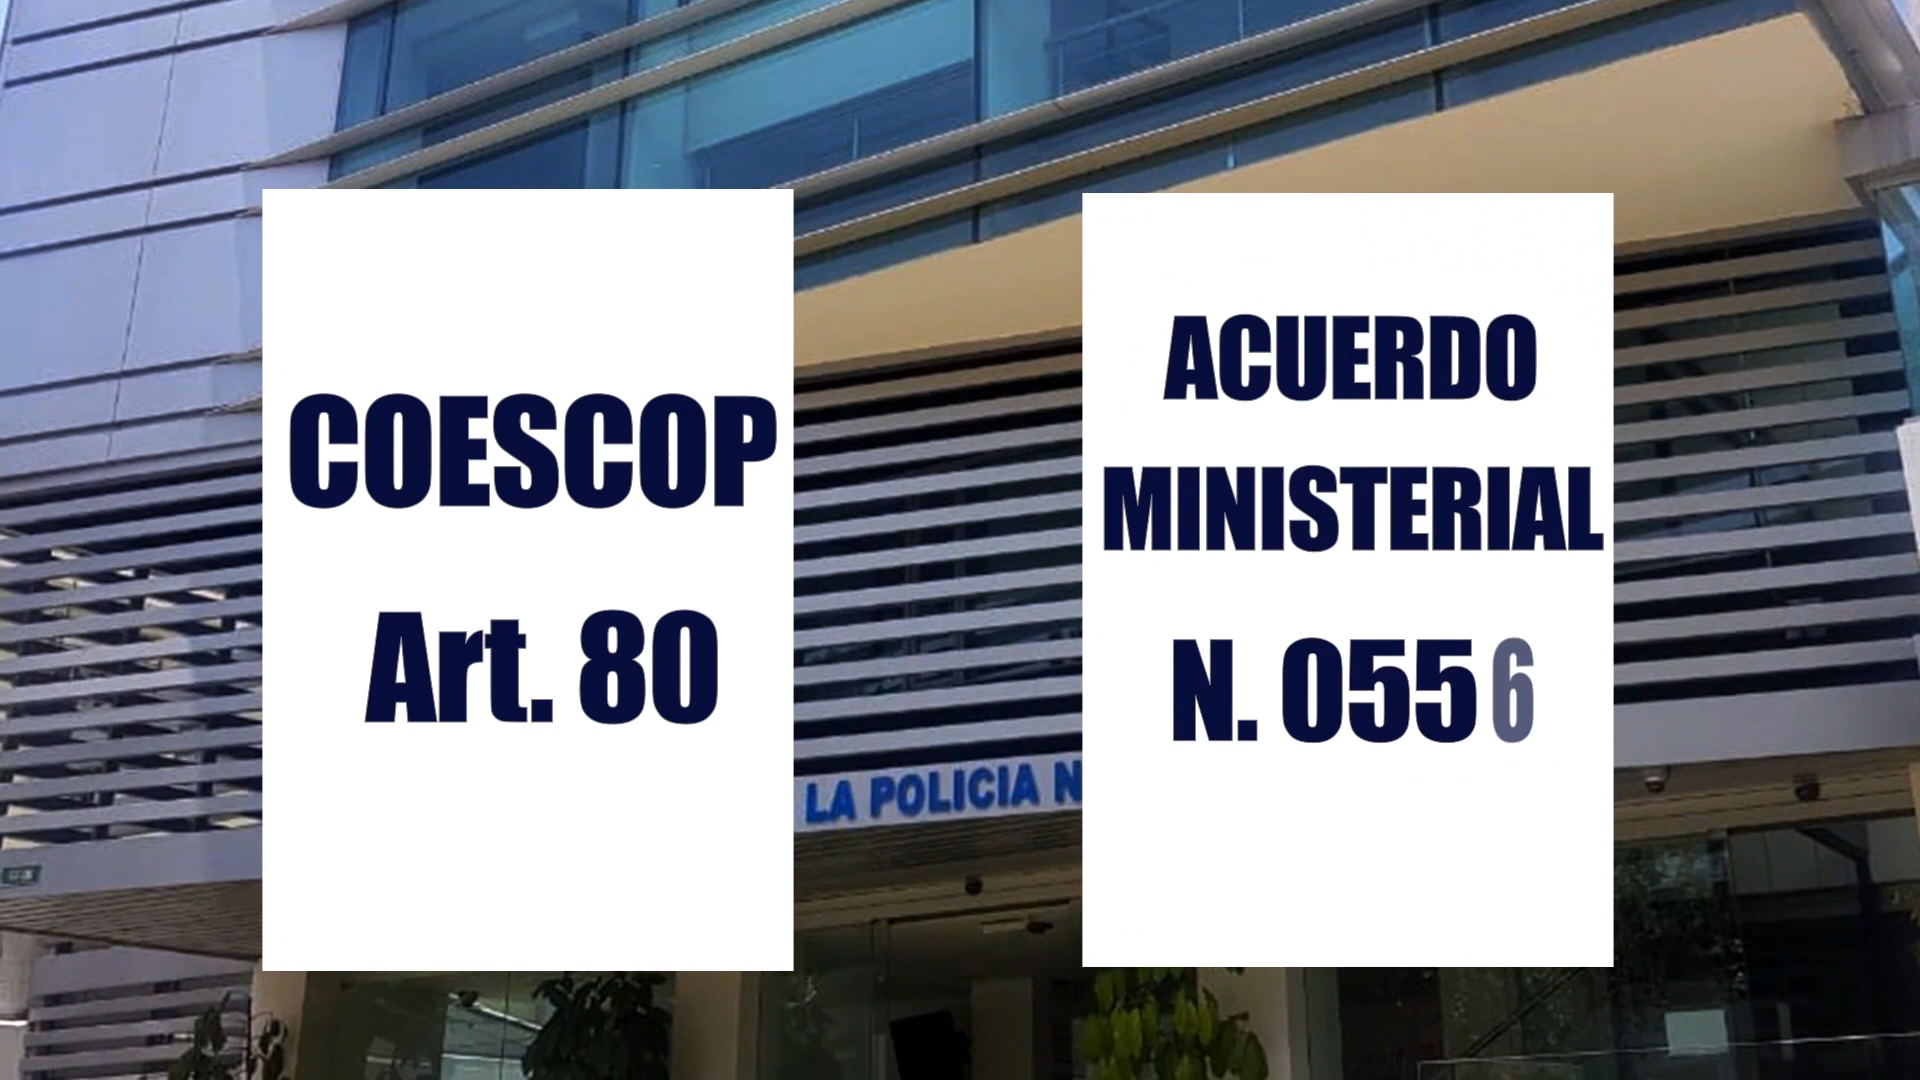 COESCOP
Art. 80
ACUERDO
MINISTERIAL
N. 0556
LA POLICIA N